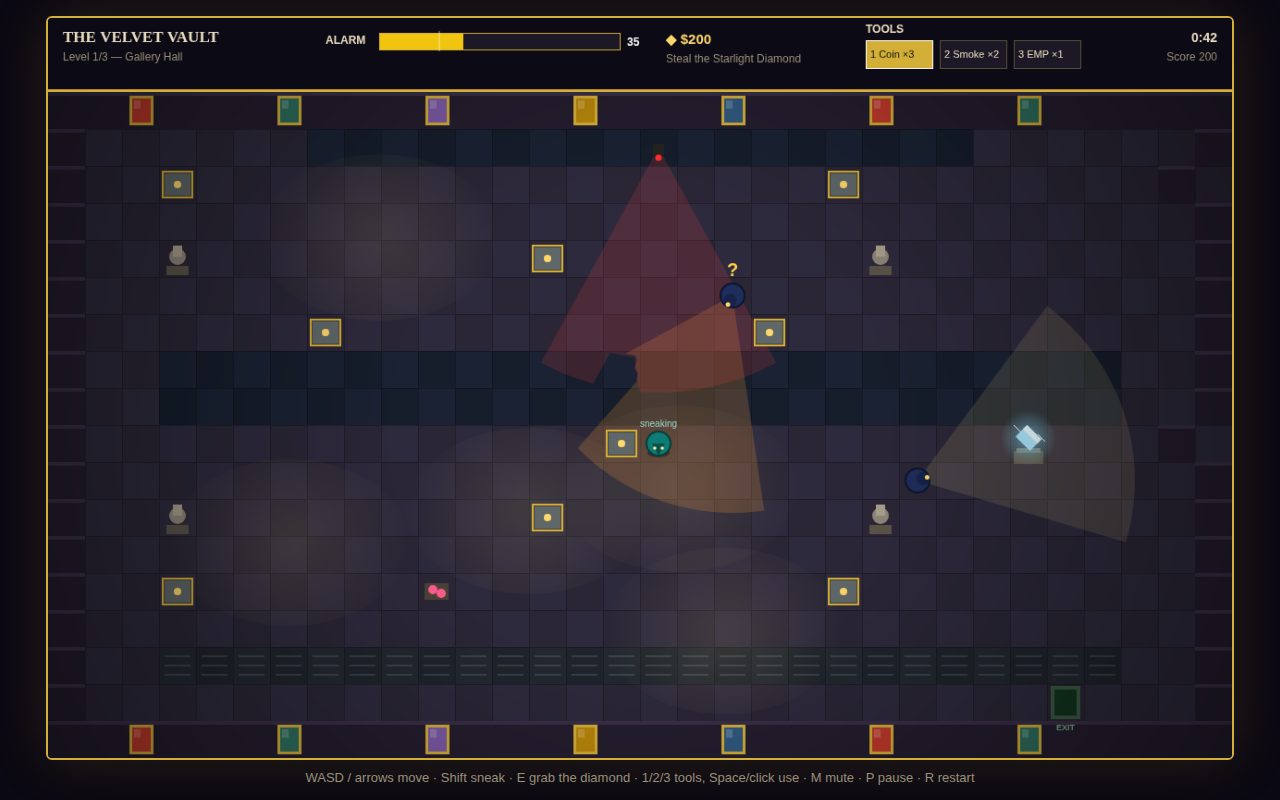 THE VELVET VAULT
Level 1/3 — Gallery Hall
ALARM
35
◆ $200
Steal the Starlight Diamond
TOOLS
1 Coin ×3
2 Smoke ×2
3 EMP ×1
0:42
Score 200
?
sneaking
EXIT
WASD / arrows move · Shift sneak · E grab the diamond · 1/2/3 tools, Space/click use · M mute · P pause · R restart